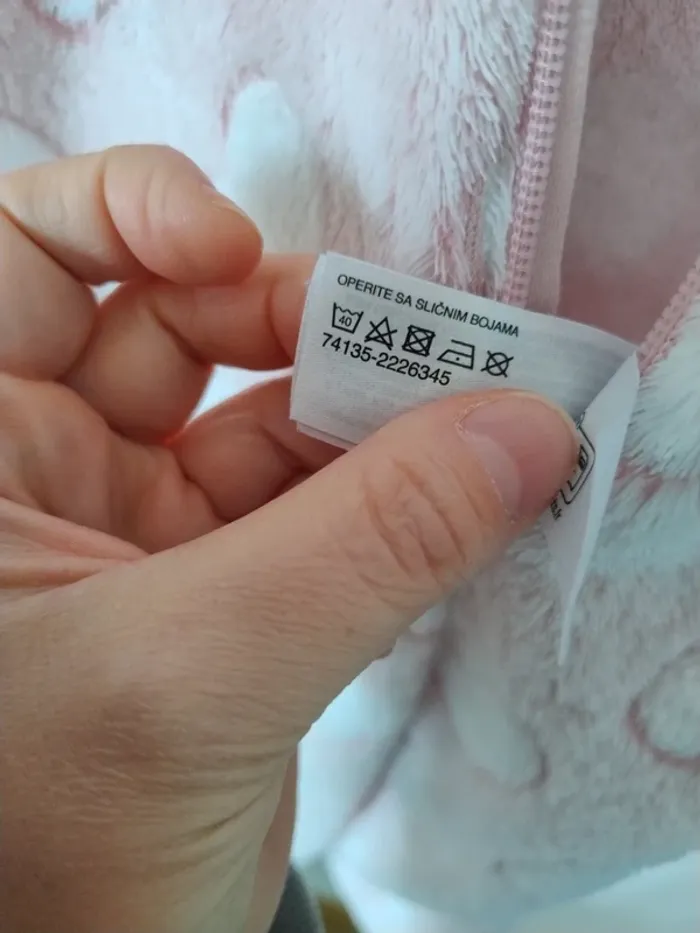 OPERITE SA SLIČNIM BOJAMA
40
74135-2226345